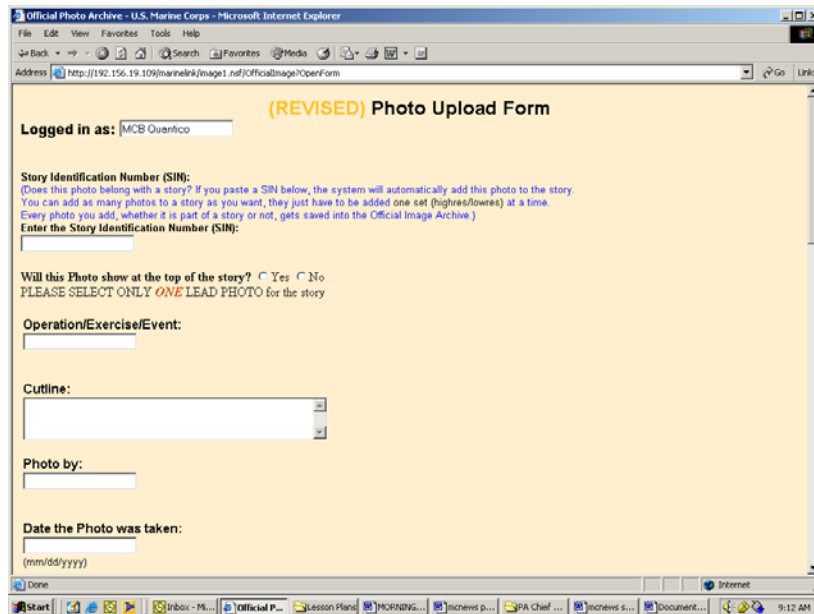 Official Photo Archive - U.S. Marine Corps - Microsoft Internet Explorer
File Edit View Favorites Tools Help
Back Search Favorites Media
Address http://192.156.19.109/marinelink/image1.nsf/OfficialImage?OpenForm Go Links
(REVISED) Photo Upload Form
Logged in as: MCB Quantico
Story Identification Number (SIN):
(Does this photo belong with a story? If you paste a SIN below, the system will automatically add this photo to the story.
You can add as many photos to a story as you want, they just have to be added one set (highres/lowres) at a time.
Every photo you add, whether it is part of a story or not, gets saved into the Official Image Archive.)
Enter the Story Identification Number (SIN):
Will this Photo show at the top of the story? Yes No
PLEASE SELECT ONLY ONE LEAD PHOTO for the story
Operation/Exercise/Event:
Cutline:
Photo by:
Date the Photo was taken:
(mm/dd/yyyy)
Done Internet
Start Inbox - M... Official P... Lesson Plans MORNING... mcnews p... PA Chief ... mcnews s... Document... 9:12 AM